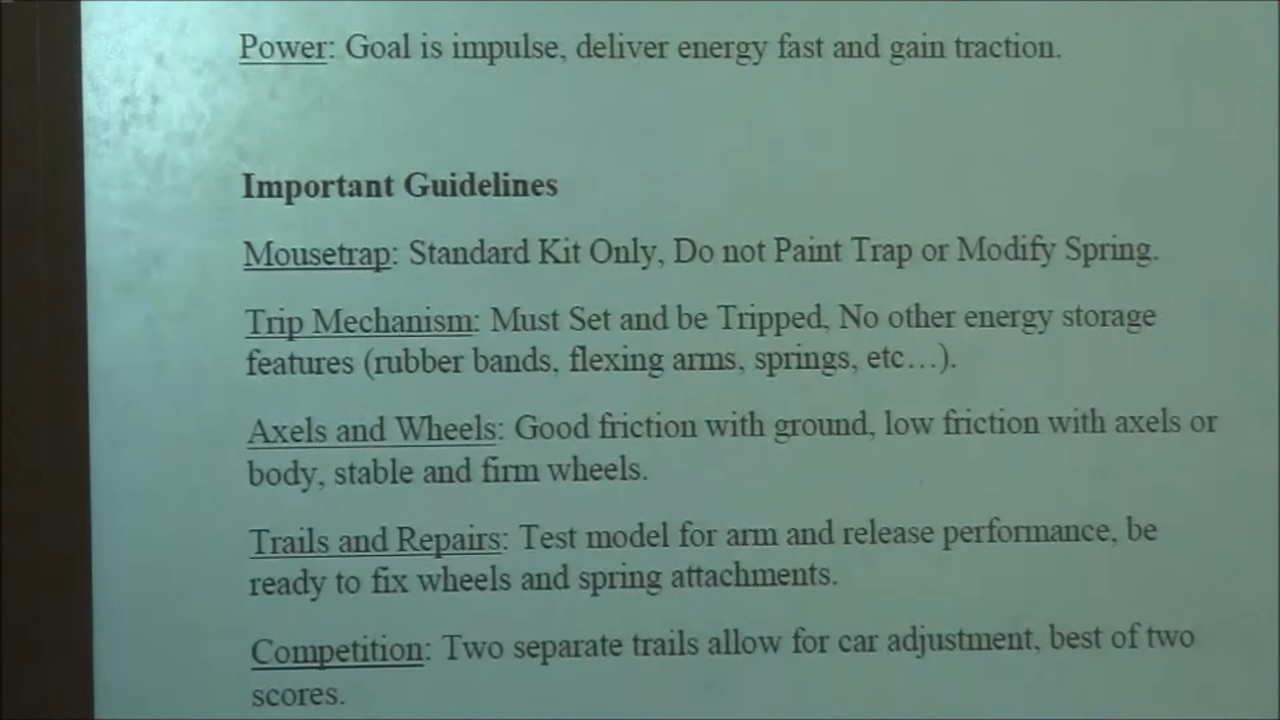 Power: Goal is impulse, deliver energy fast and gain traction.
Important Guidelines
Mousetrap: Standard Kit Only, Do not Paint Trap or Modify Spring.
Trip Mechanism: Must Set and be Tripped, No other energy storage
features (rubber bands, flexing arms, springs, etc…).
Axels and Wheels: Good friction with ground, low friction with axels or
body, stable and firm wheels.
Trails and Repairs: Test model for arm and release performance, be
ready to fix wheels and spring attachments.
Competition: Two separate trails allow for car adjustment, best of two
scores.